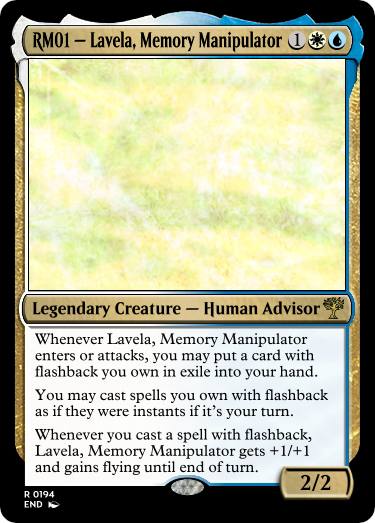 RM01 – Lavela, Memory Manipulator 1
Legendary Creature — Human Advisor
Whenever Lavela, Memory Manipulator
enters or attacks, you may put a card with
flashback you own in exile into your hand.
You may cast spells you own with flashback
as if they were instants if it's your turn.
Whenever you cast a spell with flashback,
Lavela, Memory Manipulator gets +1/+1
and gains flying until end of turn.
2/2
R 0194
END